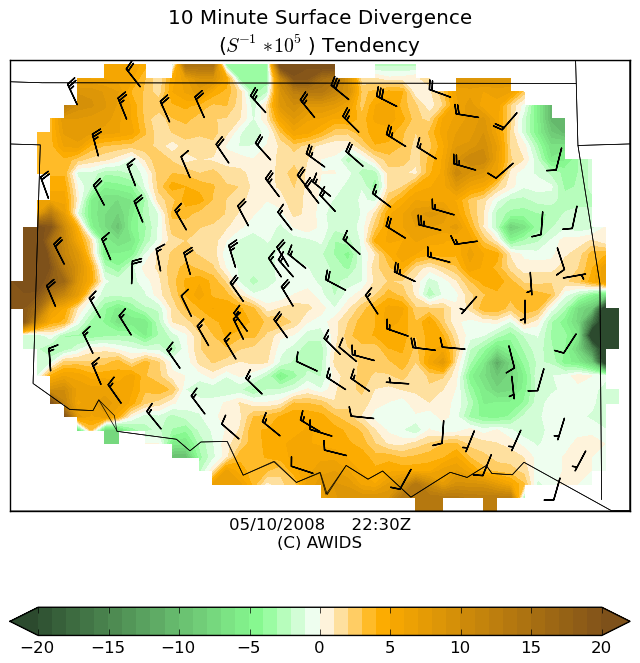 10 Minute Surface Divergence
(S⁻¹ * 10⁵ ) Tendency
05/10/2008 22:30Z
(C) AWIDS
−20 −15 −10 −5 0 5 10 15 20